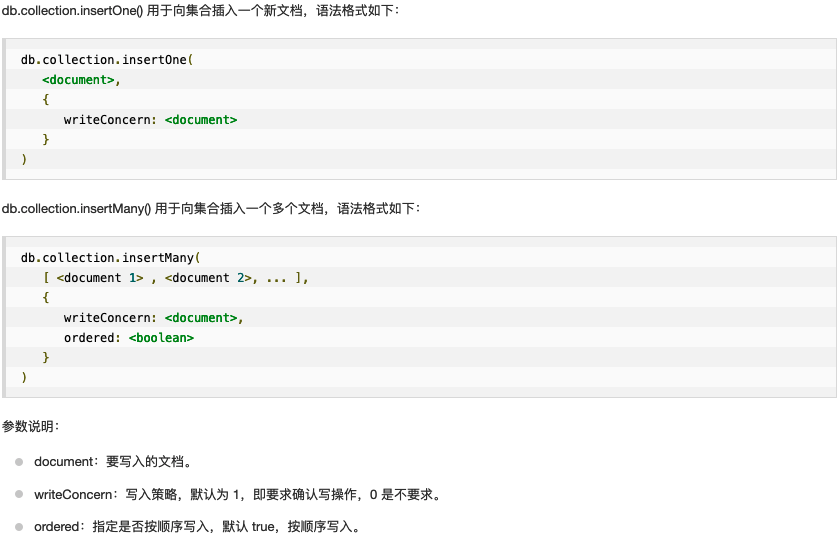 db.collection.insertOne() 用于向集合插入一个新文档，语法格式如下：
db.collection.insertOne(
   <document>,
   {
      writeConcern: <document>
   }
)
db.collection.insertMany() 用于向集合插入一个多个文档，语法格式如下：
db.collection.insertMany(
   [ <document 1> , <document 2>, ... ],
   {
      writeConcern: <document>,
      ordered: <boolean>
   }
)
参数说明：
document：要写入的文档。
writeConcern：写入策略，默认为 1，即要求确认写操作，0 是不要求。
ordered：指定是否按顺序写入，默认 true，按顺序写入。